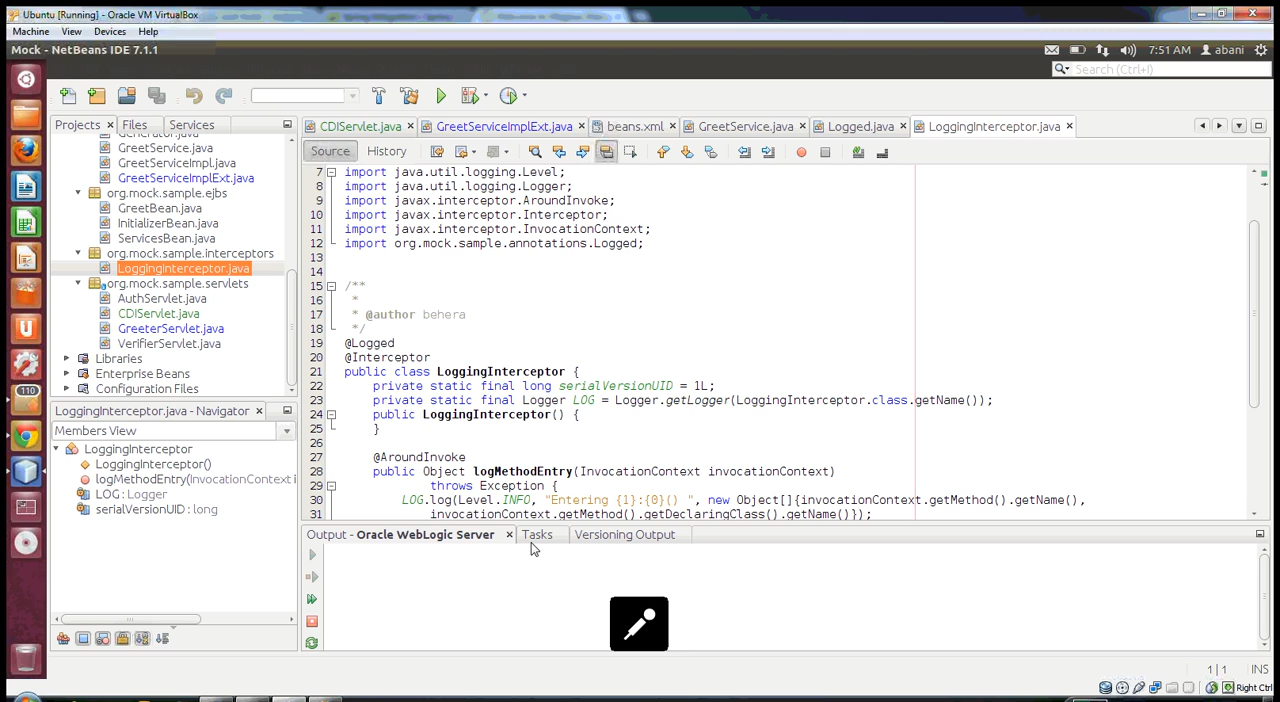 Ubuntu [Running] - Oracle VM VirtualBox
Machine View Devices Help
Mock - NetBeans IDE 7.1.1
7:51 AM abani
Search (Ctrl+I)
Projects Files Services
CDIServlet.java GreetServiceImplExt.java beans.xml GreetService.java Logged.java LoggingInterceptor.java
Source History
Generator.java
GreetService.java
GreetServiceImpl.java
GreetServiceImplExt.java
org.mock.sample.ejbs
GreetBean.java
InitializerBean.java
ServicesBean.java
org.mock.sample.interceptors
LoggingInterceptor.java
org.mock.sample.servlets
AuthServlet.java
CDIServlet.java
GreeterServlet.java
VerifierServlet.java
Libraries
Enterprise Beans
Configuration Files
110
LoggingInterceptor.java - Navigator
Members View
LoggingInterceptor
LoggingInterceptor()
logMethodEntry(InvocationContext i
LOG : Logger
serialVersionUID : long
7 import java.util.logging.Level;
8 import java.util.logging.Logger;
9 import javax.interceptor.AroundInvoke;
10 import javax.interceptor.Interceptor;
11 import javax.interceptor.InvocationContext;
12 import org.mock.sample.annotations.Logged;
13
14
15 /**
16 *
17 * @author behera
18 */
19 @Logged
20 @Interceptor
21 public class LoggingInterceptor {
22 private static final long serialVersionUID = 1L;
23 private static final Logger LOG = Logger.getLogger(LoggingInterceptor.class.getName());
24 public LoggingInterceptor() {
25 }
26
27 @AroundInvoke
28 public Object logMethodEntry(InvocationContext invocationContext)
29 throws Exception {
30 LOG.log(Level.INFO, "Entering {1}:{0}() ", new Object[]{invocationContext.getMethod().getName(),
31 invocationContext.getMethod().getDeclaringClass().getName()});
Output - Oracle WebLogic Server Tasks Versioning Output
1|1 INS
Right Ctrl